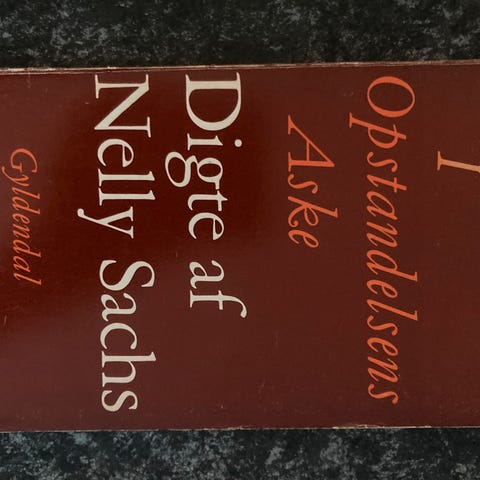 I
Opstandelsens
Aske
Digte af
Nelly Sachs
Gyldendal